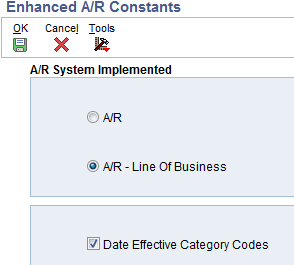 Enhanced A/R Constants
OK Cancel Tools
A/R System Implemented
A/R
A/R - Line Of Business
Date Effective Category Codes